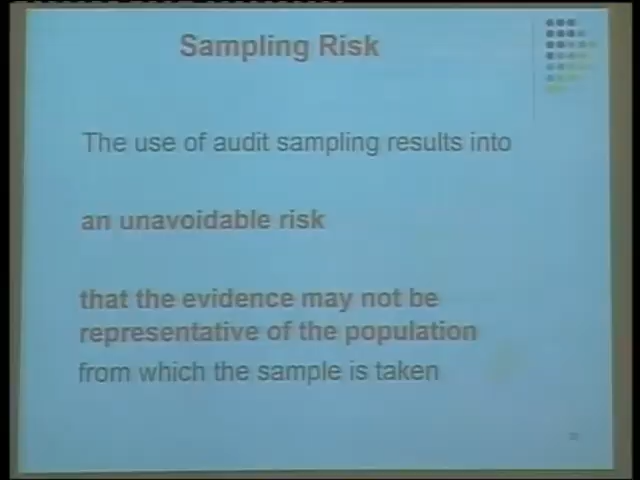 Sampling Risk
The use of audit sampling results into
an unavoidable risk
that the evidence may not be
representative of the population
from which the sample is taken